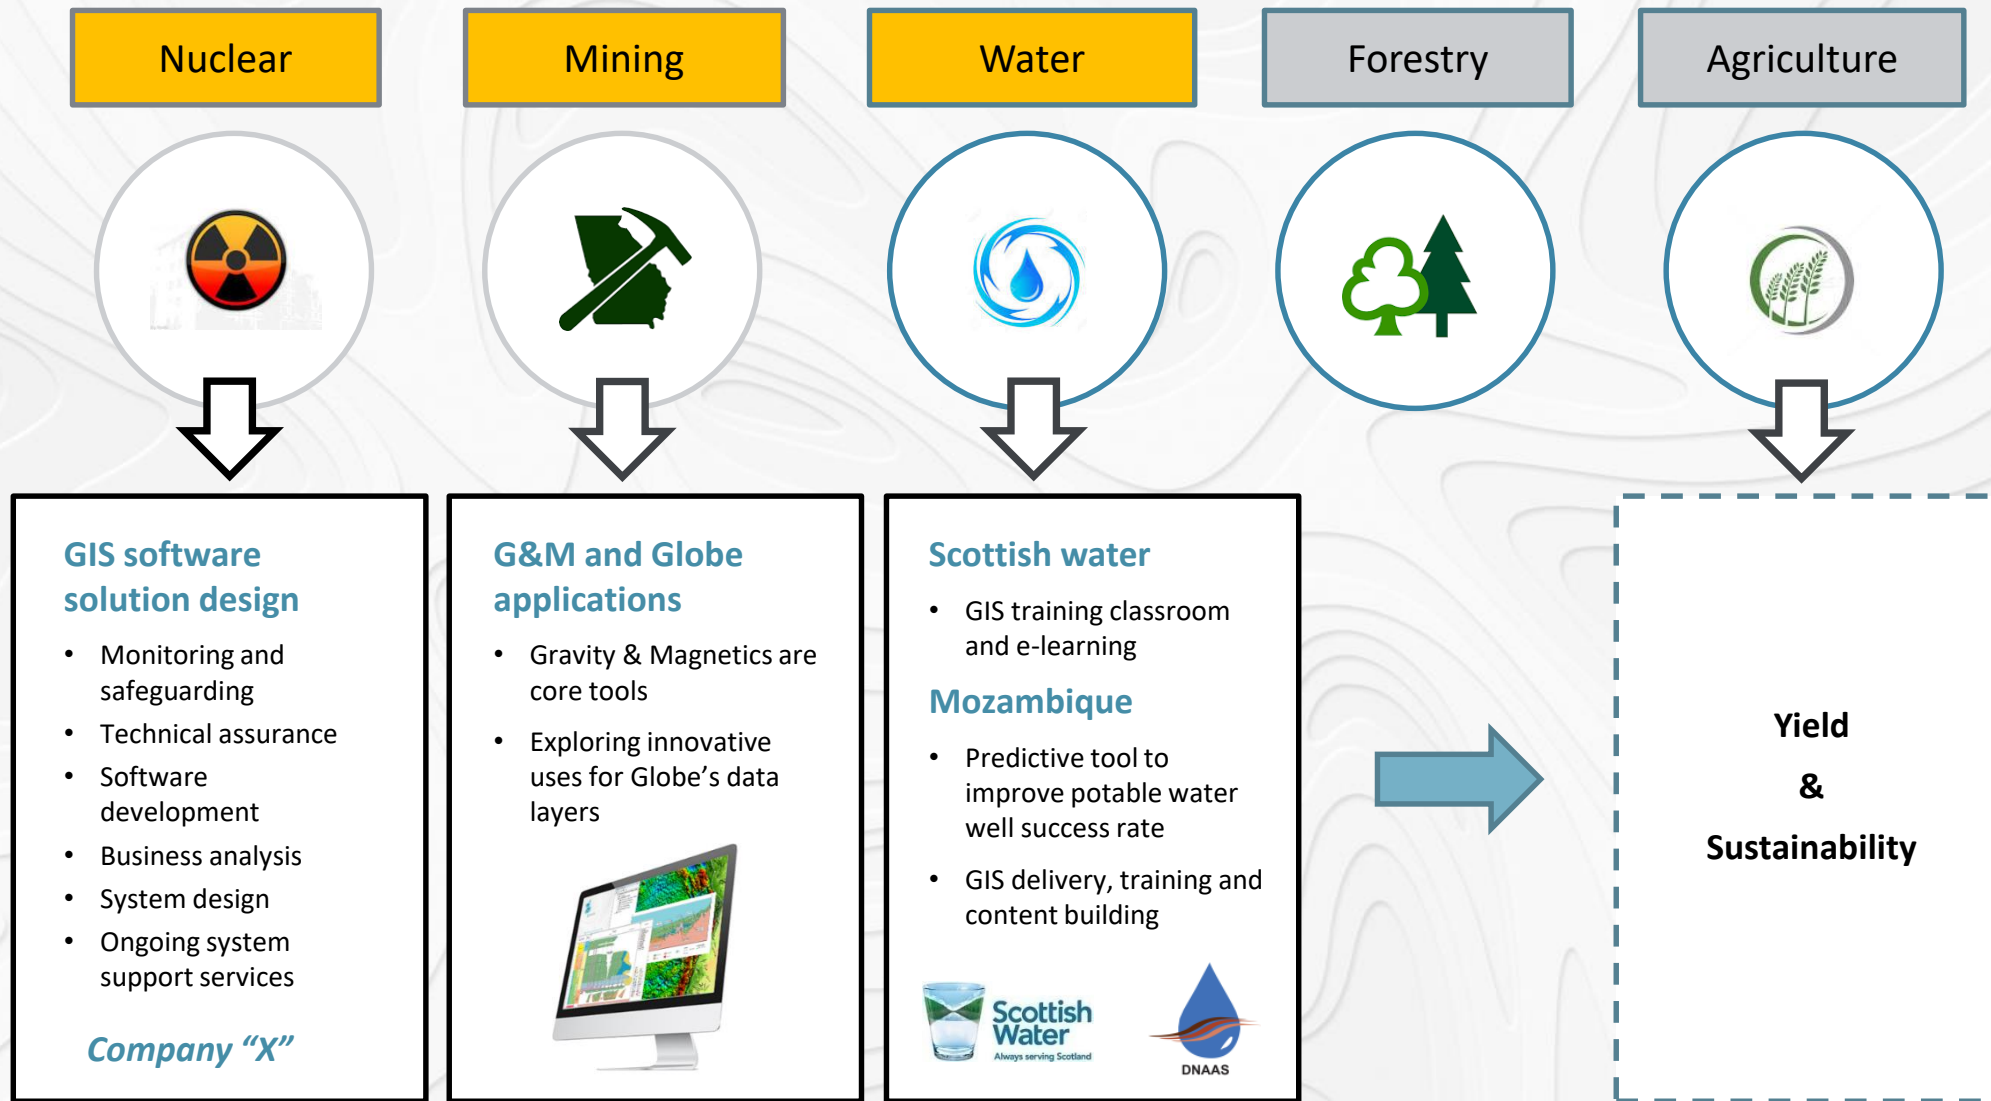 Nuclear
Mining
Water
Forestry
Agriculture
GIS software
solution design
• Monitoring and
safeguarding
• Technical assurance
• Software
development
• Business analysis
• System design
• Ongoing system
support services
Company “X”
G&M and Globe
applications
• Gravity & Magnetics are
core tools
• Exploring innovative
uses for Globe’s data
layers
Scottish water
• GIS training classroom
and e-learning
Mozambique
• Predictive tool to
improve potable water
well success rate
• GIS delivery, training and
content building
Scottish
Water
Always serving Scotland
DNAAS
Yield
&
Sustainability